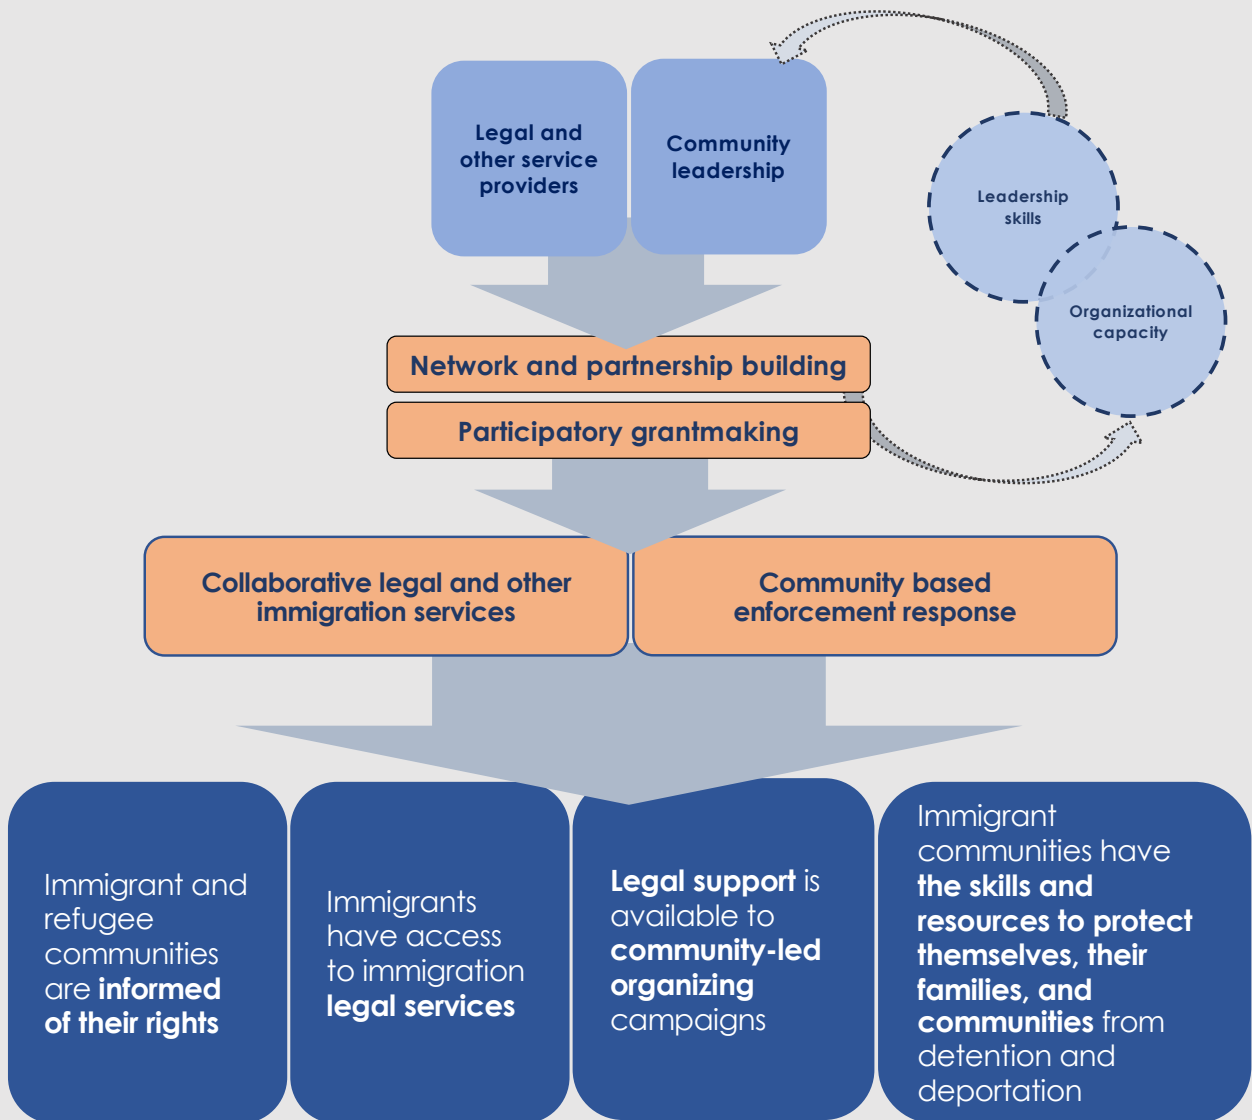 Legal and
other service
providers
Community
leadership
Leadership
skills
Organizational
capacity
Network and partnership building
Participatory grantmaking
Collaborative legal and other
immigration services
Community based
enforcement response
Immigrant and
refugee
communities
are informed
of their rights
Immigrants
have access
to immigration
legal services
Legal support is
available to
community-led
organizing
campaigns
Immigrant
communities have
the skills and
resources to protect
themselves, their
families, and
communities from
detention and
deportation